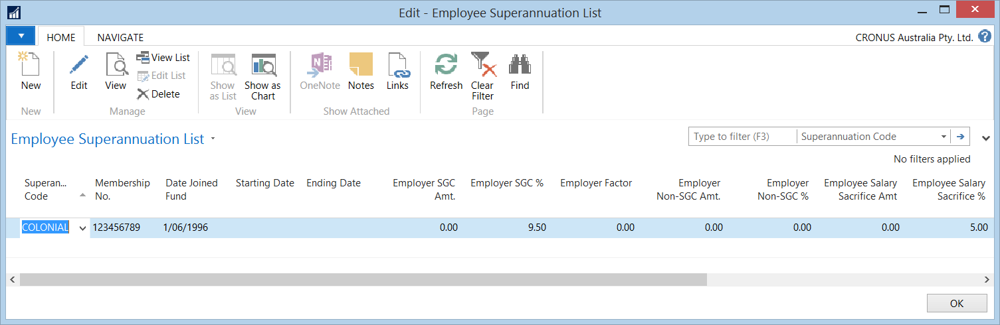 Edit - Employee Superannuation List
HOME NAVIGATE
CRONUS Australia Pty. Ltd.
New
Edit
View
View List
Edit List
Delete
Show
as List
Show as
Chart
OneNote
Notes
Links
Refresh
Clear
Filter
Find
New
Manage
View
Show Attached
Page
Employee Superannuation List
Type to filter (F3)
Superannuation Code
No filters applied
Superan...
Code
Membership
No.
Date Joined
Fund
Starting Date
Ending Date
Employer SGC
Amt.
Employer SGC %
Employer Factor
Employer
Non-SGC Amt.
Employer
Non-SGC %
Employee Salary
Sacrifice Amt
Employee Salary
Sacrifice %
COLONIAL 123456789 1/06/1996 0.00 9.50 0.00 0.00 0.00 0.00 5.00
OK